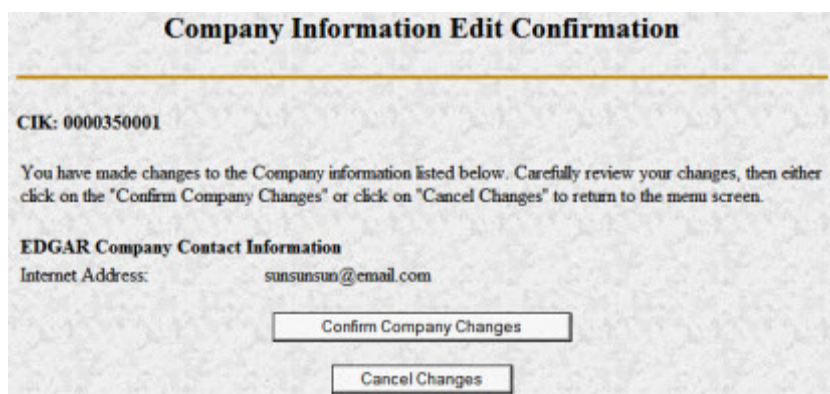 Company Information Edit Confirmation
CIK: 0000350001
You have made changes to the Company information listed below. Carefully review your changes, then either
click on the "Confirm Company Changes" or click on "Cancel Changes" to return to the menu screen.
EDGAR Company Contact Information
Internet Address: sunsunsun@email.com
Confirm Company Changes
Cancel Changes